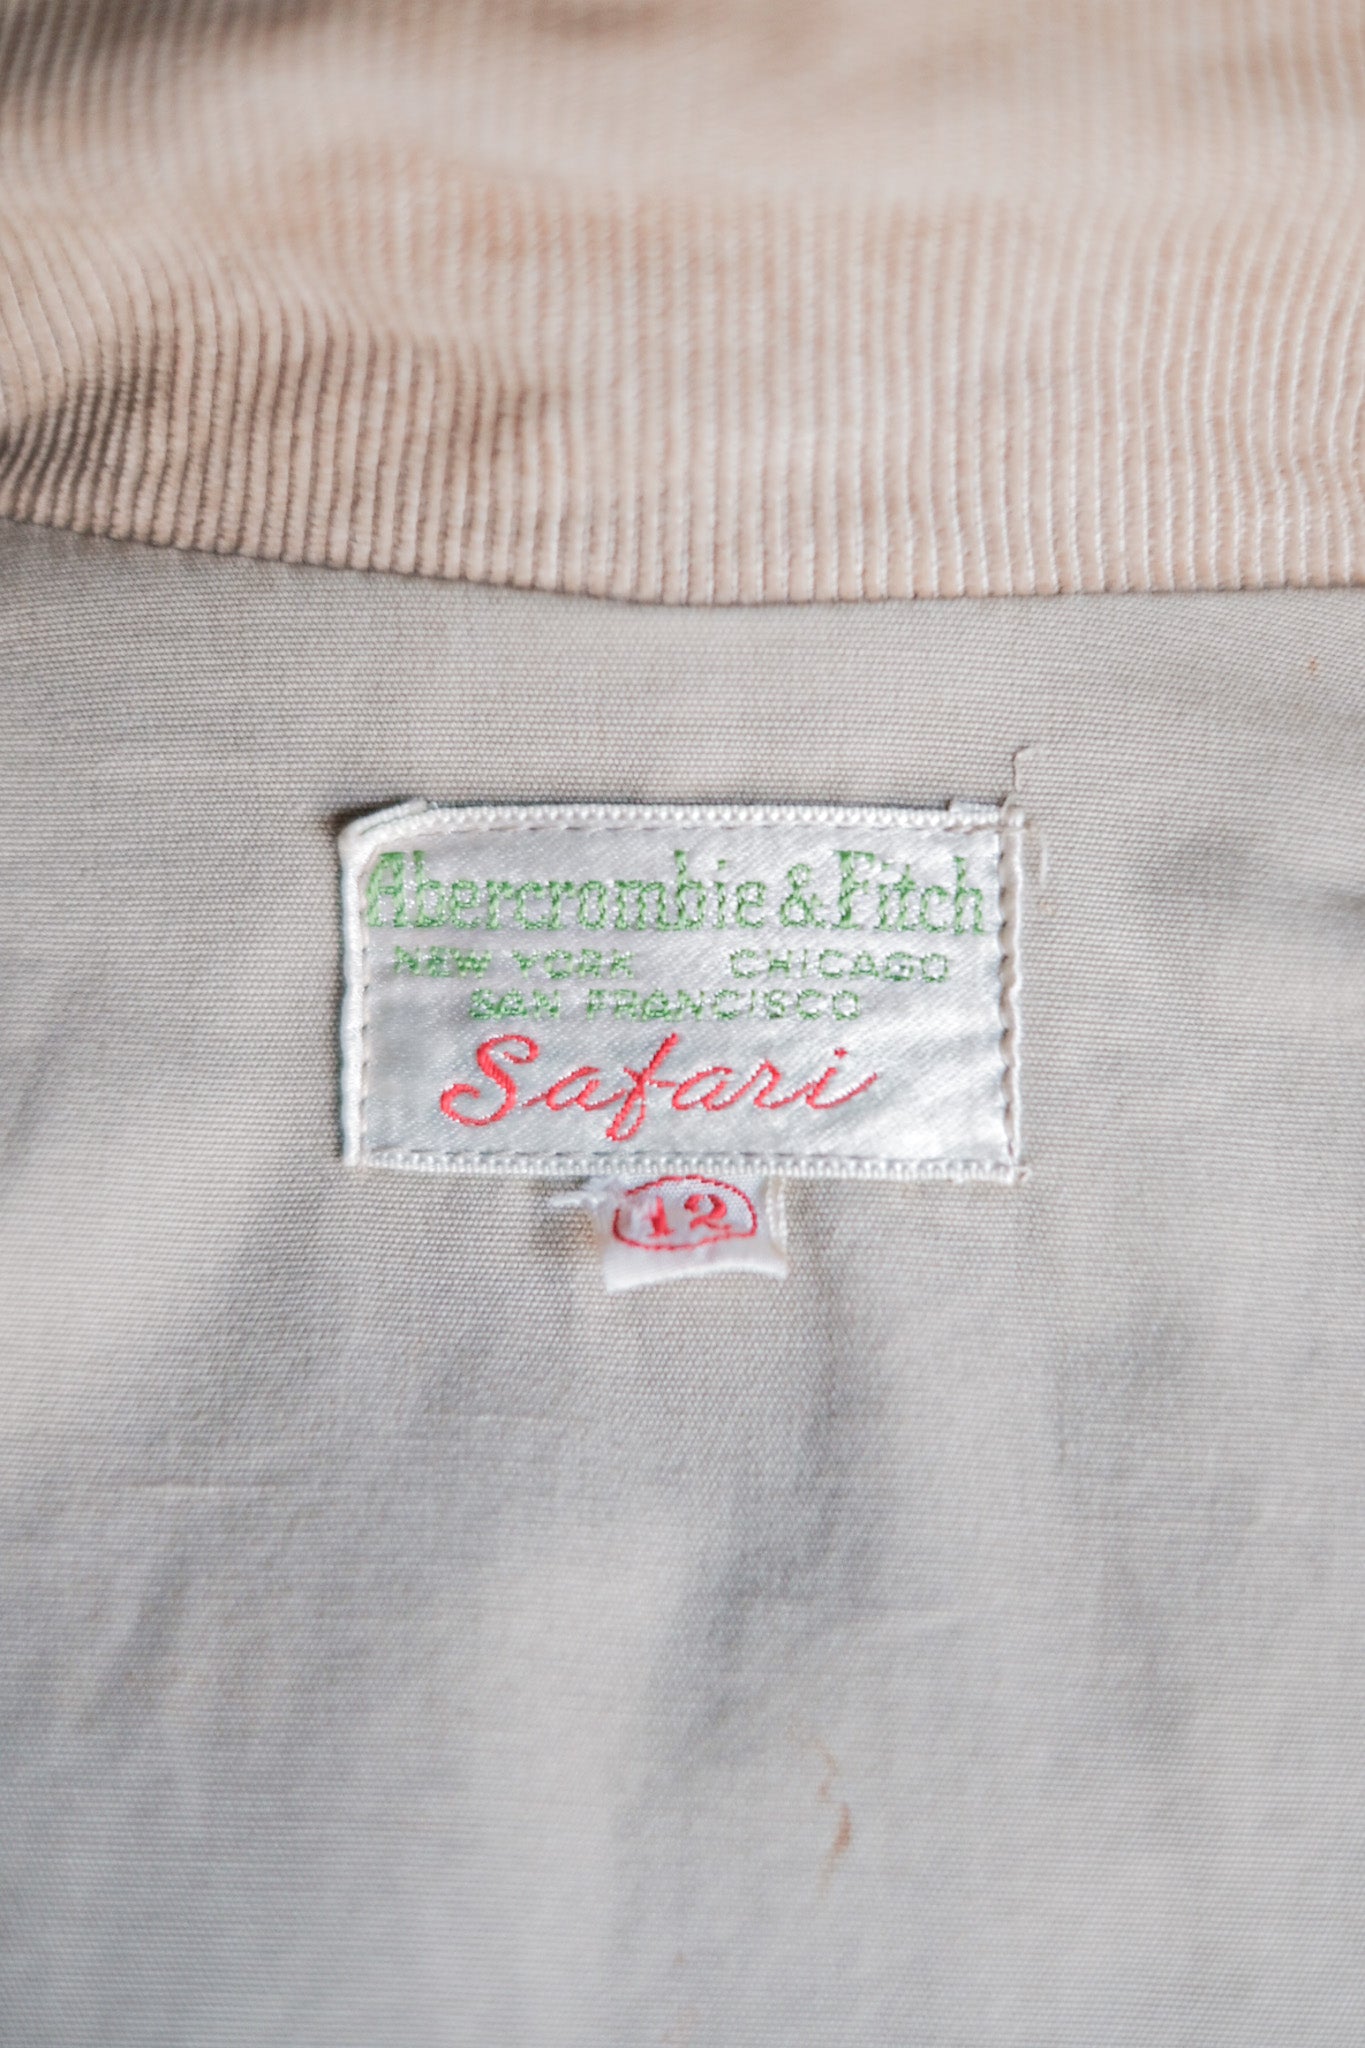 Abercrombie & Fitch
NEW YORK CHICAGO
SAN FRANCISCO
Safari
12